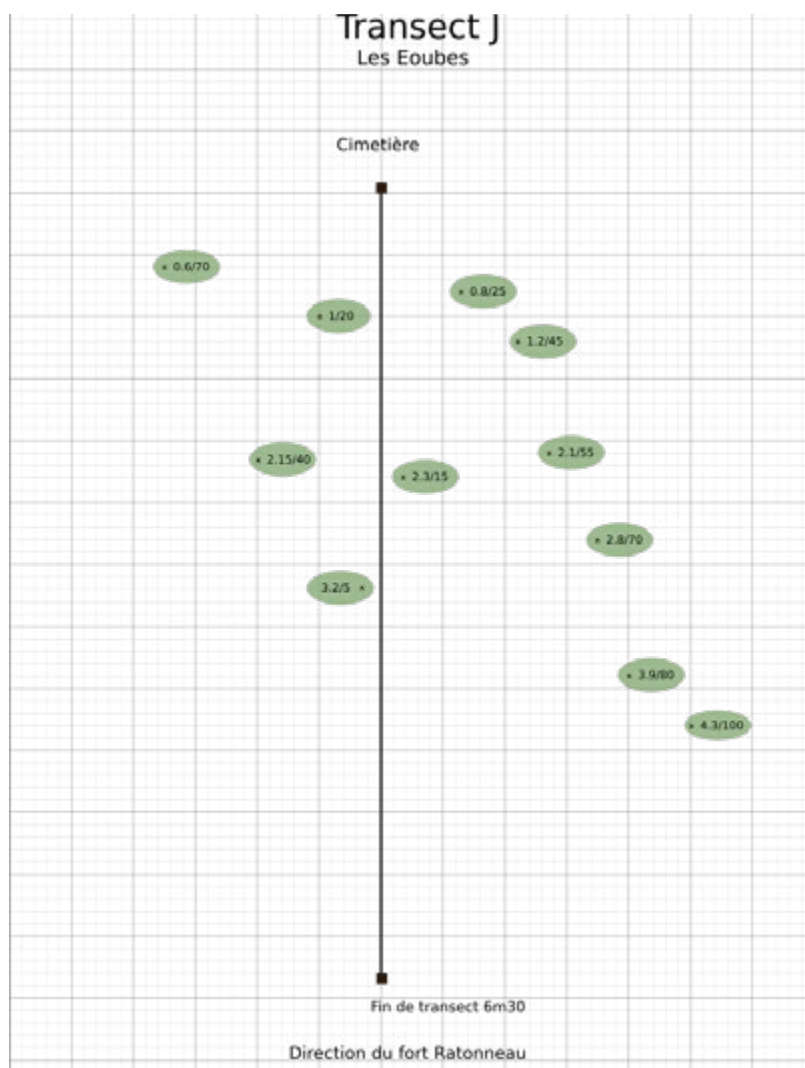 Transect J
Les Eoubes
Cimetière
× 0.6/70
× 0.8/25
× 1/20
× 1.2/45
× 2.1/55
× 2.15/40
× 2.3/15
× 2.8/70
3.2/5 ×
× 3.9/80
× 4.3/100
Fin de transect 6m30
Direction du fort Ratonneau